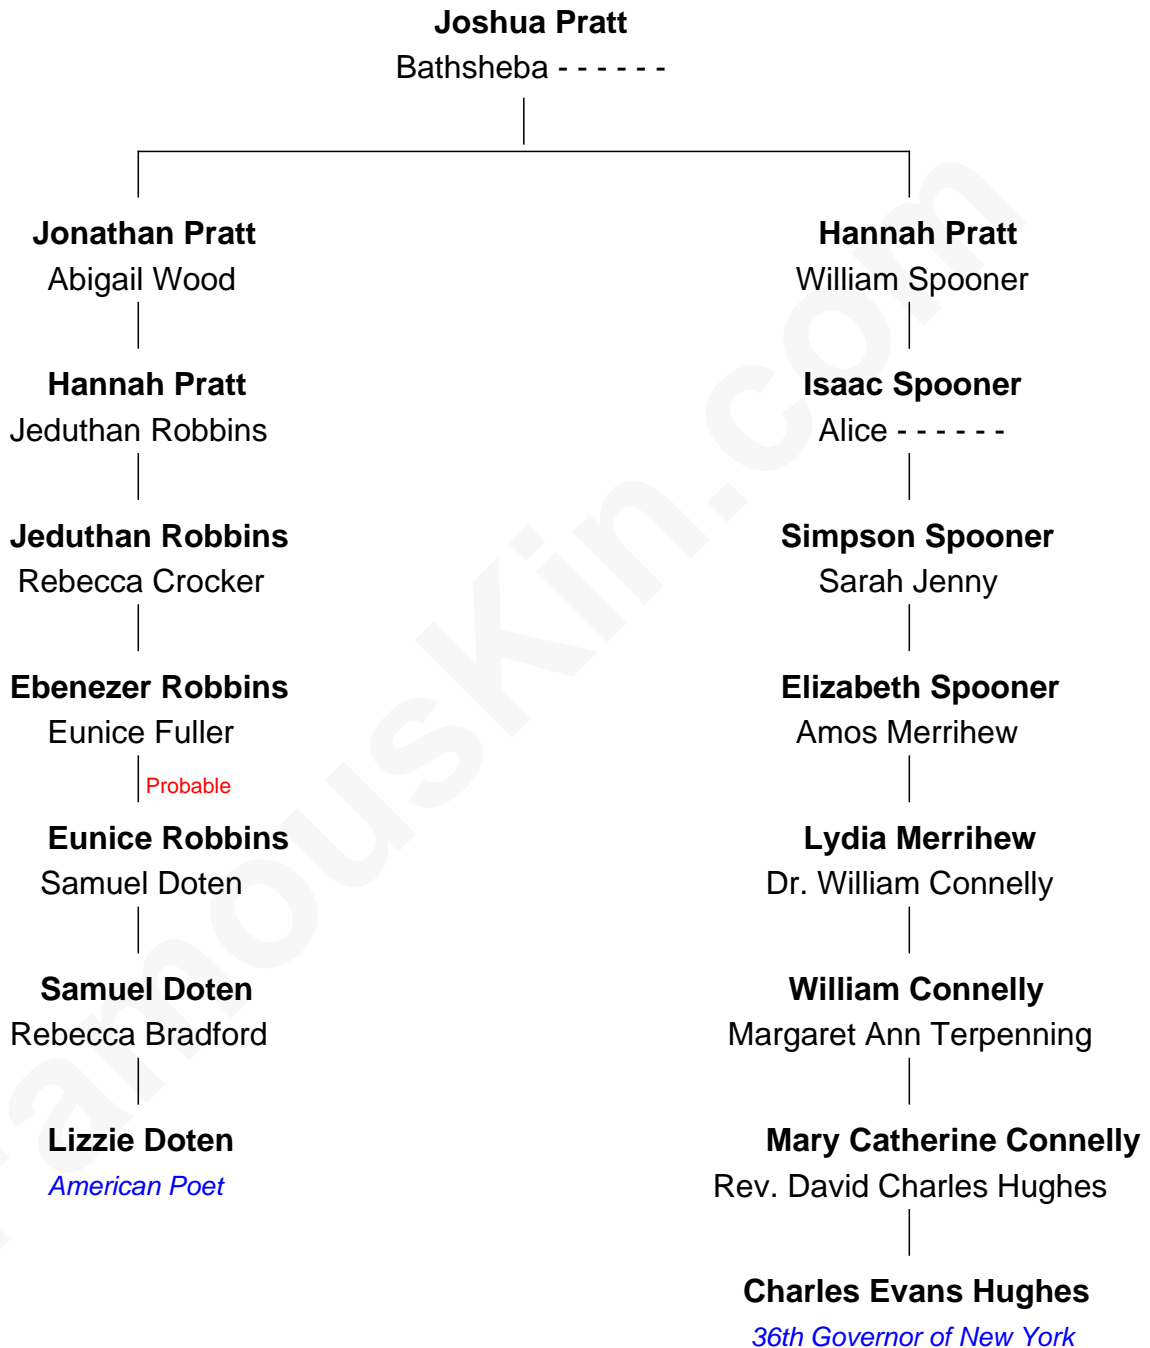 Joshua Pratt
Bathsheba - - - - - -
Jonathan Pratt
Abigail Wood
Hannah Pratt
Jeduthan Robbins
Jeduthan Robbins
Rebecca Crocker
Ebenezer Robbins
Eunice Fuller
Probable
Eunice Robbins
Samuel Doten
Samuel Doten
Rebecca Bradford
Lizzie Doten
American Poet
Hannah Pratt
William Spooner
Isaac Spooner
Alice - - - - - -
Simpson Spooner
Sarah Jenny
Elizabeth Spooner
Amos Merrihew
Lydia Merrihew
Dr. William Connelly
William Connelly
Margaret Ann Terpenning
Mary Catherine Connelly
Rev. David Charles Hughes
Charles Evans Hughes
36th Governor of New York
FamousKin.com